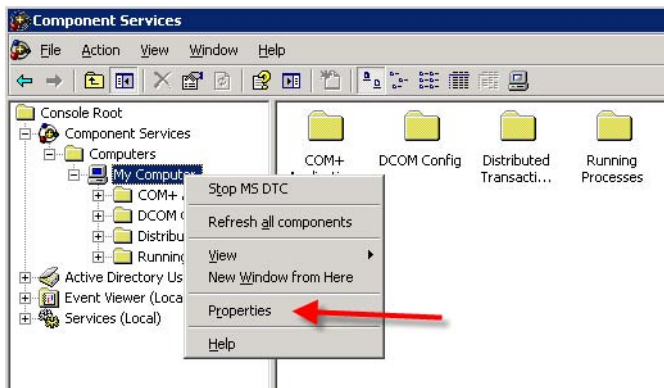 Component Services
File Action View Window Help
Console Root
Component Services
Computers
My Computer
COM+
DCOM
Distribu
Running
Active Directory Us
Event Viewer (Loca
Services (Local)
COM+
DCOM Config
Distributed
Transacti...
Running
Processes
Stop MS DTC
Refresh all components
View
New Window from Here
Properties
Help